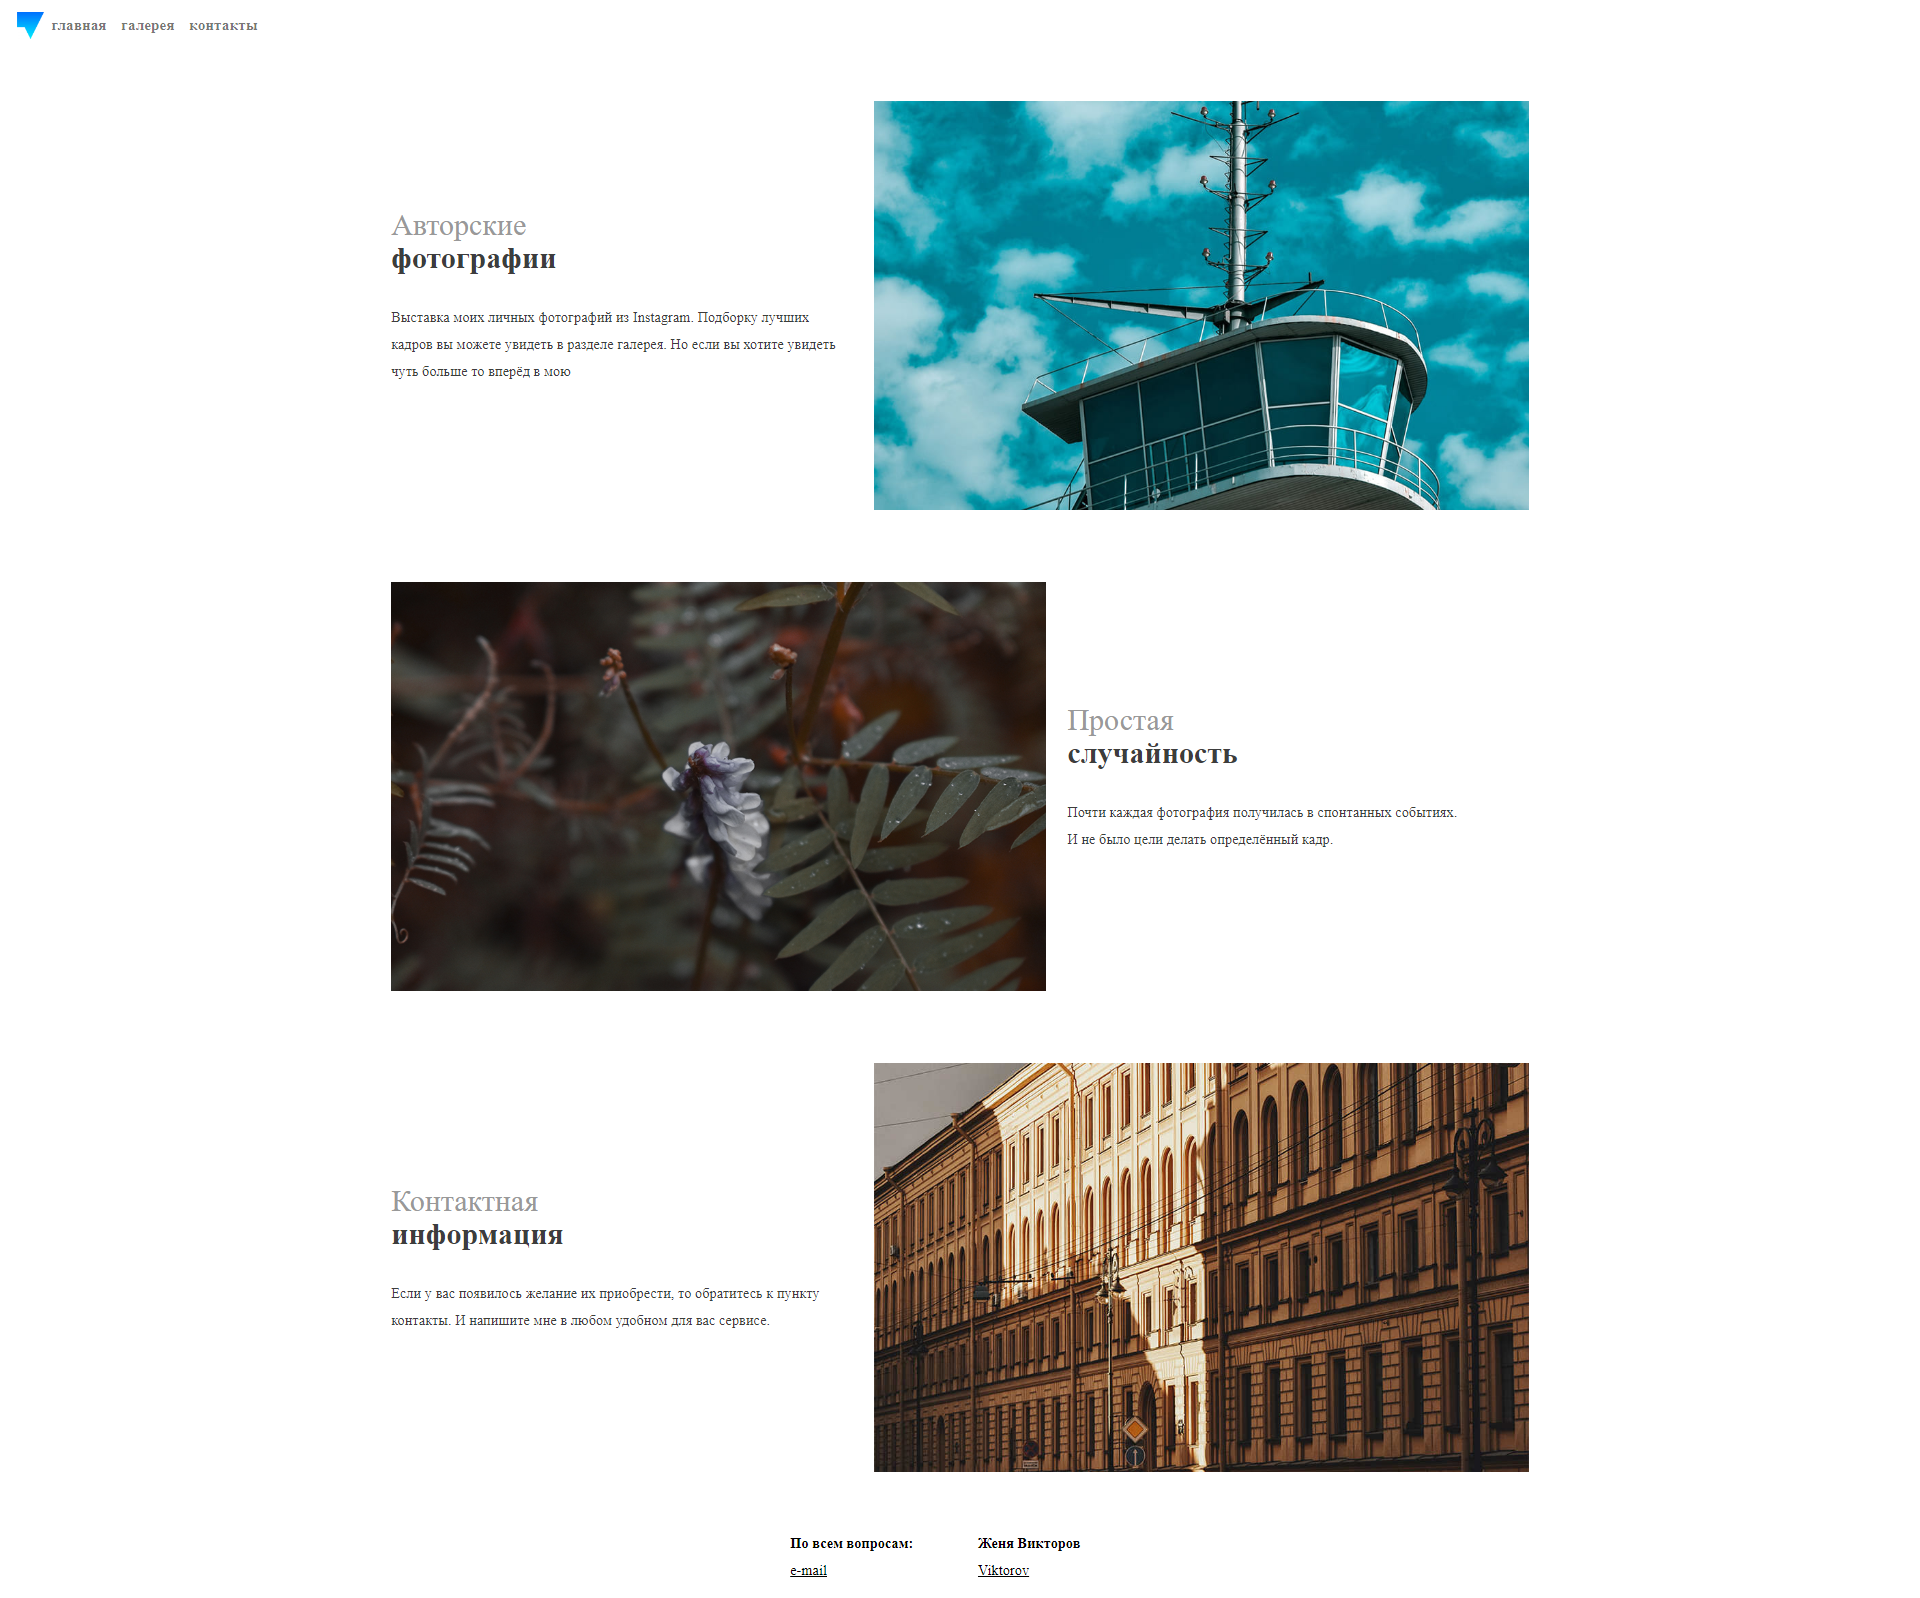 главная галерея контакты
Авторские
фотографии
Выставка моих личных фотографий из Instagram. Подборку лучших
кадров вы можете увидеть в разделе галерея. Но если вы хотите увидеть
чуть больше то вперёд в мою
Простая
случайность
Почти каждая фотография получилась в спонтанных событиях.
И не было цели делать определённый кадр.
Контактная
информация
Если у вас появилось желание их приобрести, то обратитесь к пункту
контакты. И напишите мне в любом удобном для вас сервисе.
По всем вопросам: Женя Викторов
e-mail Viktorov